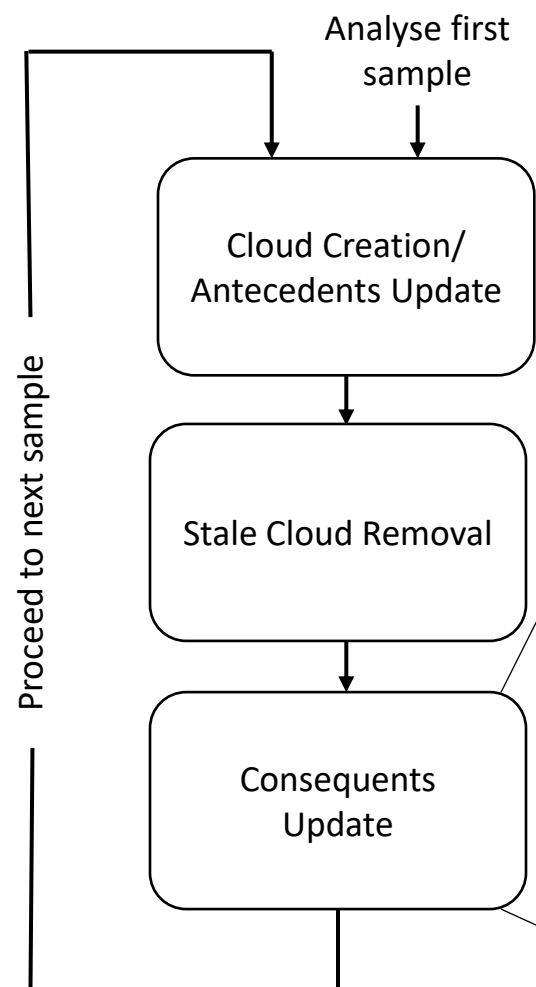 Analyse first
sample
Cloud Creation/
Antecedents Update
Proceed to next sample
Stale Cloud Removal
Consequents
Update